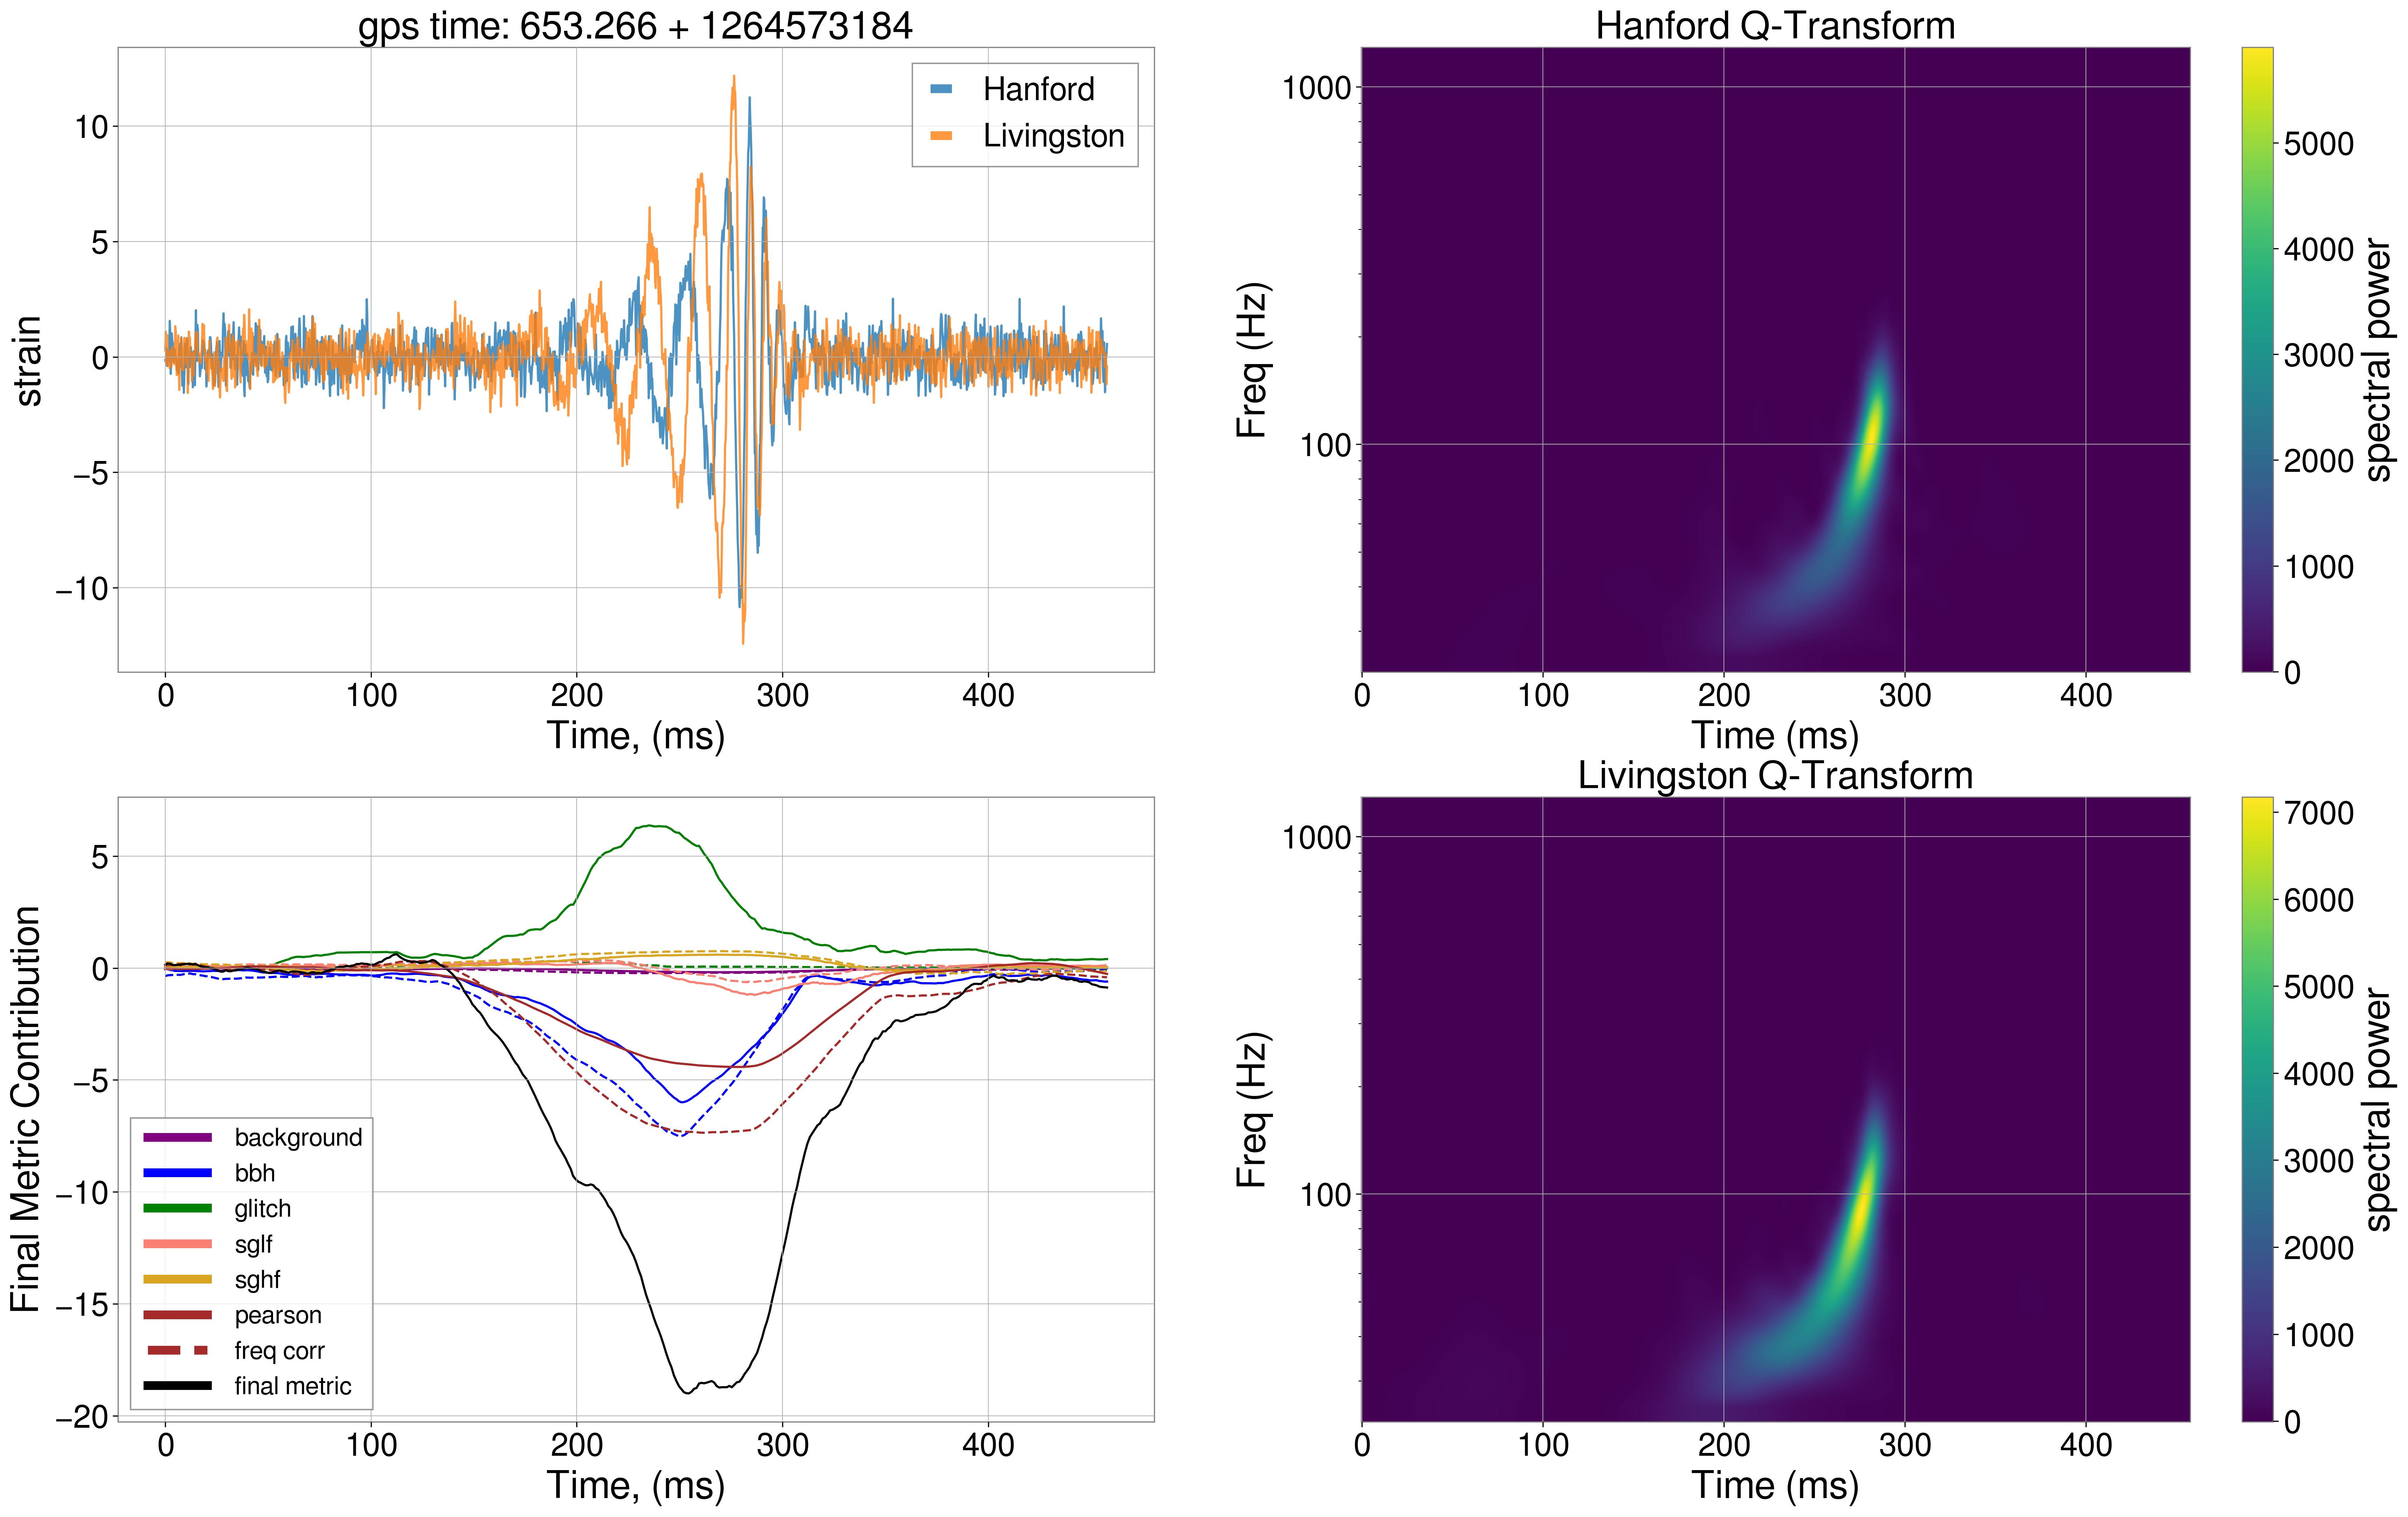 gps time: 653.266 + 1264573184
strain
10
5
0
−5
−10
Hanford
Livingston
0 100 200 300 400
Time, (ms)
Hanford Q-Transform
Freq (Hz)
1000
100
0 100 200 300 400
Time (ms)
5000
4000
3000
2000
1000
0
spectral power
Final Metric Contribution
5
0
−5
−10
−15
−20
background
bbh
glitch
sglf
sghf
pearson
freq corr
final metric
0 100 200 300 400
Time, (ms)
Livingston Q-Transform
Freq (Hz)
1000
100
0 100 200 300 400
Time (ms)
7000
6000
5000
4000
3000
2000
1000
0
spectral power